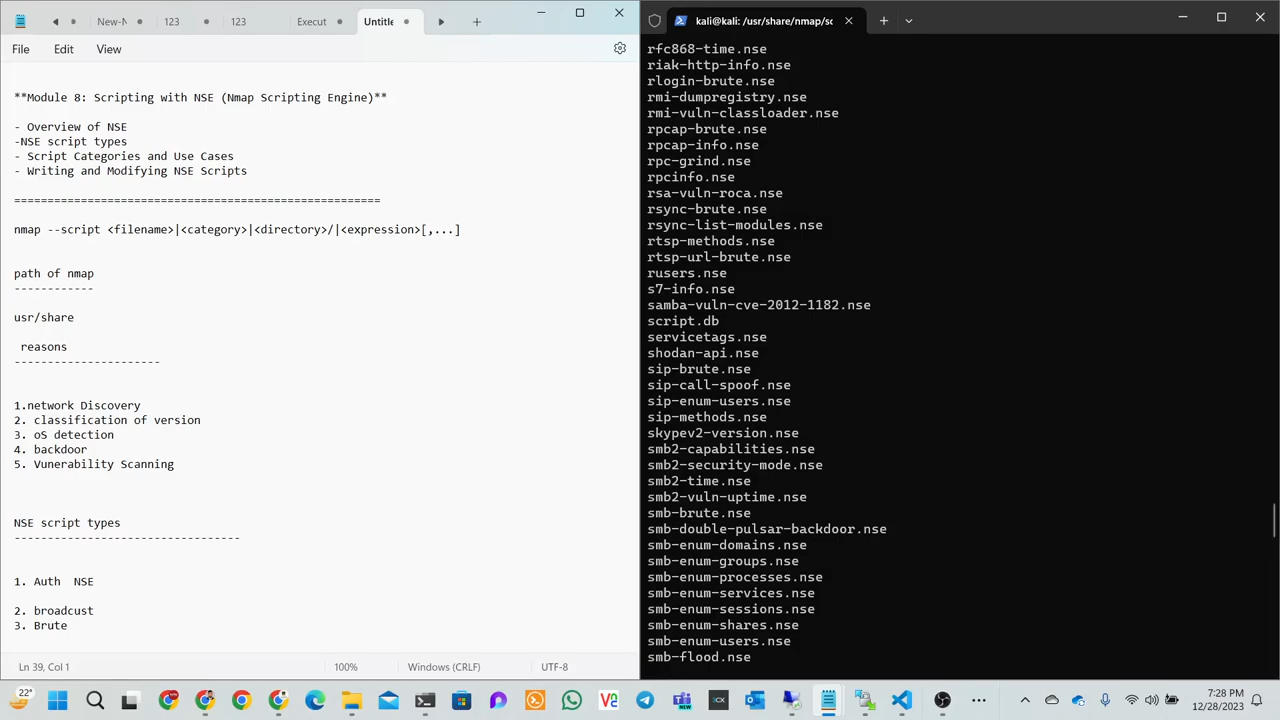 New-N
123
123
Execut
Untitle
File
Edit
View
**Module 8: Scripting with NSE (Nmap Scripting Engine)**
- Overview of NSE
-NSE script types
- Script Categories and Use Cases
- Writing and Modifying NSE Scripts
=======================================================
nmap --script <filename>|<category>|<directory>/|<expression>[,...]
path of nmap
------------
usr/share
reasons
----------------------
1.network Discovery
2. classification of version
3. oS detection
4. backdoor
5. Vunerability Scanning
NSE script types
----------------------------------
1. Auth  NSE
2. broadcust
3. Brute
Ln 39, Col 1
100%
Windows (CRLF)
UTF-8
kali@kali: /usr/share/nmap/sc
rfc868-time.nse
riak-http-info.nse
rlogin-brute.nse
rmi-dumpregistry.nse
rmi-vuln-classloader.nse
rpcap-brute.nse
rpcap-info.nse
rpc-grind.nse
rpcinfo.nse
rsa-vuln-roca.nse
rsync-brute.nse
rsync-list-modules.nse
rtsp-methods.nse
rtsp-url-brute.nse
rusers.nse
s7-info.nse
samba-vuln-cve-2012-1182.nse
script.db
servicetags.nse
shodan-api.nse
sip-brute.nse
sip-call-spoof.nse
sip-enum-users.nse
sip-methods.nse
skypev2-version.nse
smb2-capabilities.nse
smb2-security-mode.nse
smb2-time.nse
smb2-vuln-uptime.nse
smb-brute.nse
smb-double-pulsar-backdoor.nse
smb-enum-domains.nse
smb-enum-groups.nse
smb-enum-processes.nse
smb-enum-services.nse
smb-enum-sessions.nse
smb-enum-shares.nse
smb-enum-users.nse
smb-flood.nse
22°
7:28 PM
12/28/2023